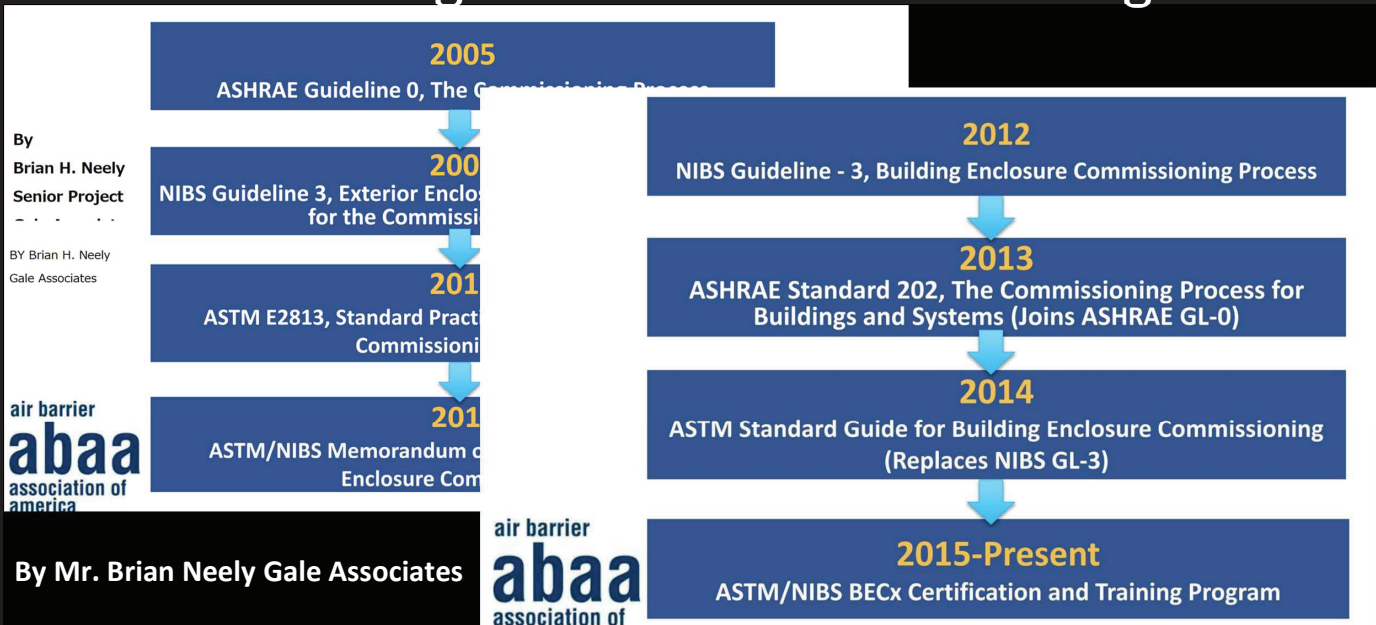 2005
ASHRAE Guideline 0, The Commissioning Process
NIBS Guideline 3, Exterior
for the
ASTM E2813, Standard
ASTM/NIBS Memorandum
Enclosure
By
Brian H. Neely
Senior Project
BY Brian H. Neely
Gale Associates
air barrier
abaa
association of
america
By Mr. Brian Neely Gale Associates
2012
NIBS Guideline - 3, Building Enclosure Commissioning Process
2013
ASHRAE Standard 202, The Commissioning Process for
Buildings and Systems (Joins ASHRAE GL-0)
2014
ASTM Standard Guide for Building Enclosure Commissioning
(Replaces NIBS GL-3)
2015-Present
ASTM/NIBS BECx Certification and Training Program
air barrier
abaa
association of